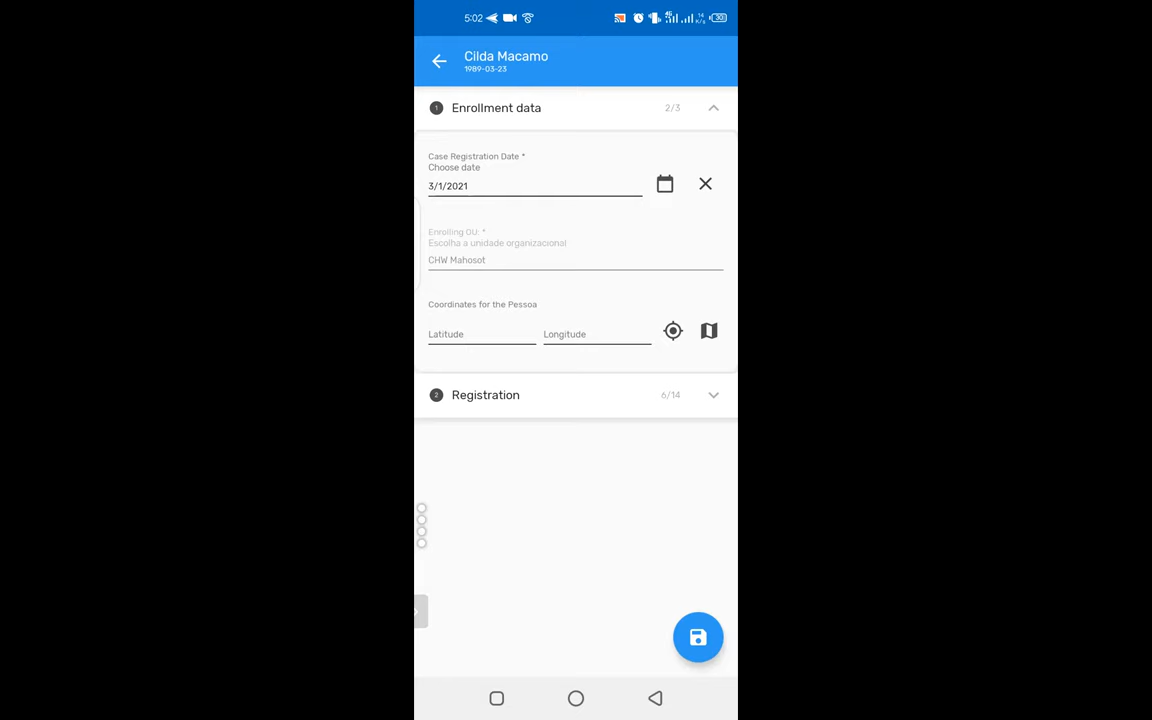 5:02
30
Cilda Macamo
1989-03-23
1 Enrollment data 2/3
Case Registration Date *
Choose date
3/1/2021
Enrolling OU: *
Escolha a unidade organizacional
CHW Mahosot
Coordinates for the Pessoa
Latitude Longitude
2 Registration 6/14